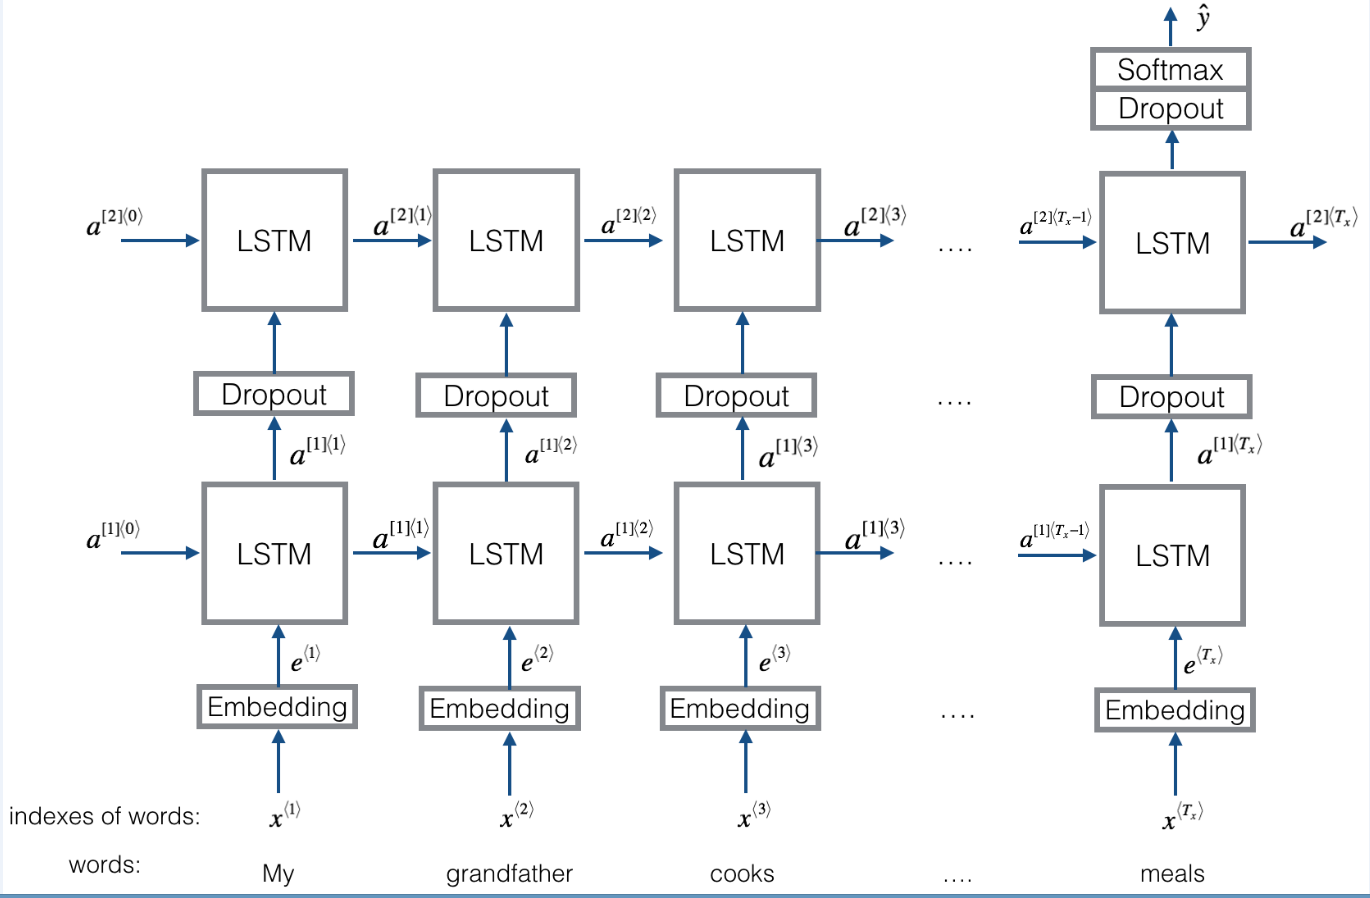 ŷ
Softmax
Dropout
a^[2]⟨0⟩ LSTM a^[2]⟨1⟩ LSTM a^[2]⟨2⟩ LSTM a^[2]⟨3⟩ .... a^[2]⟨Tₓ−1⟩ LSTM a^[2]⟨Tₓ⟩
Dropout Dropout Dropout .... Dropout
a^[1]⟨1⟩ a^[1]⟨2⟩ a^[1]⟨3⟩ a^[1]⟨Tₓ⟩
a^[1]⟨0⟩ LSTM a^[1]⟨1⟩ LSTM a^[1]⟨2⟩ LSTM a^[1]⟨3⟩ .... a^[1]⟨Tₓ−1⟩ LSTM
e^⟨1⟩ e^⟨2⟩ e^⟨3⟩ e^⟨Tₓ⟩
Embedding Embedding Embedding .... Embedding
indexes of words: x^⟨1⟩ x^⟨2⟩ x^⟨3⟩ x^⟨Tₓ⟩
words: My grandfather cooks .... meals